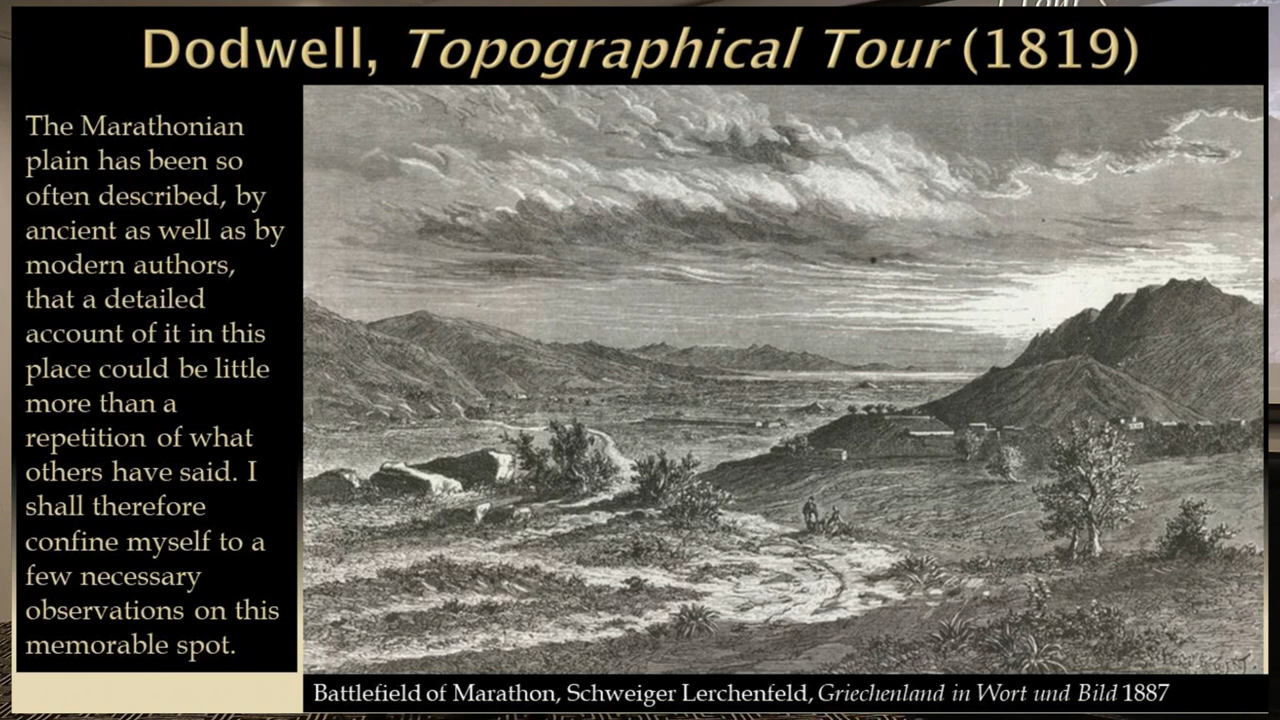 Dodwell, Topographical Tour (1819)
The Marathonian
plain has been so
often described, by
ancient as well as by
modern authors,
that a detailed
account of it in this
place could be little
more than a
repetition of what
others have said. I
shall therefore
confine myself to a
few necessary
observations on this
memorable spot.
Battlefield of Marathon, Schweiger Lerchenfeld, Griechenland in Wort und Bild 1887